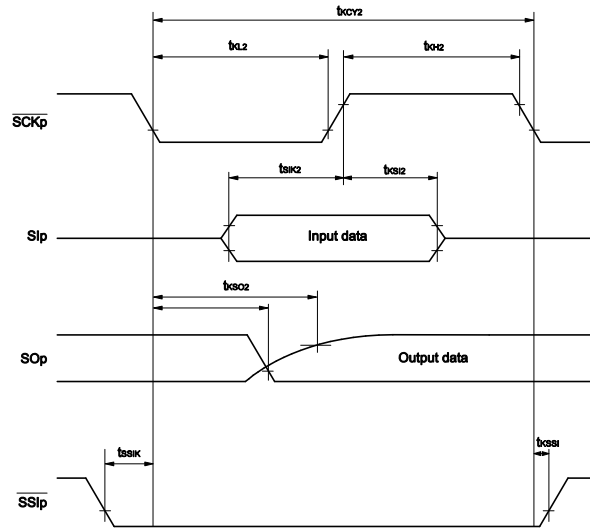 tKCY2
tKL2
tKH2
SCKp
tSIK2
tKSI2
SIp
Input data
tKSO2
SOp
Output data
tSSIK
tKSSI
SSIp